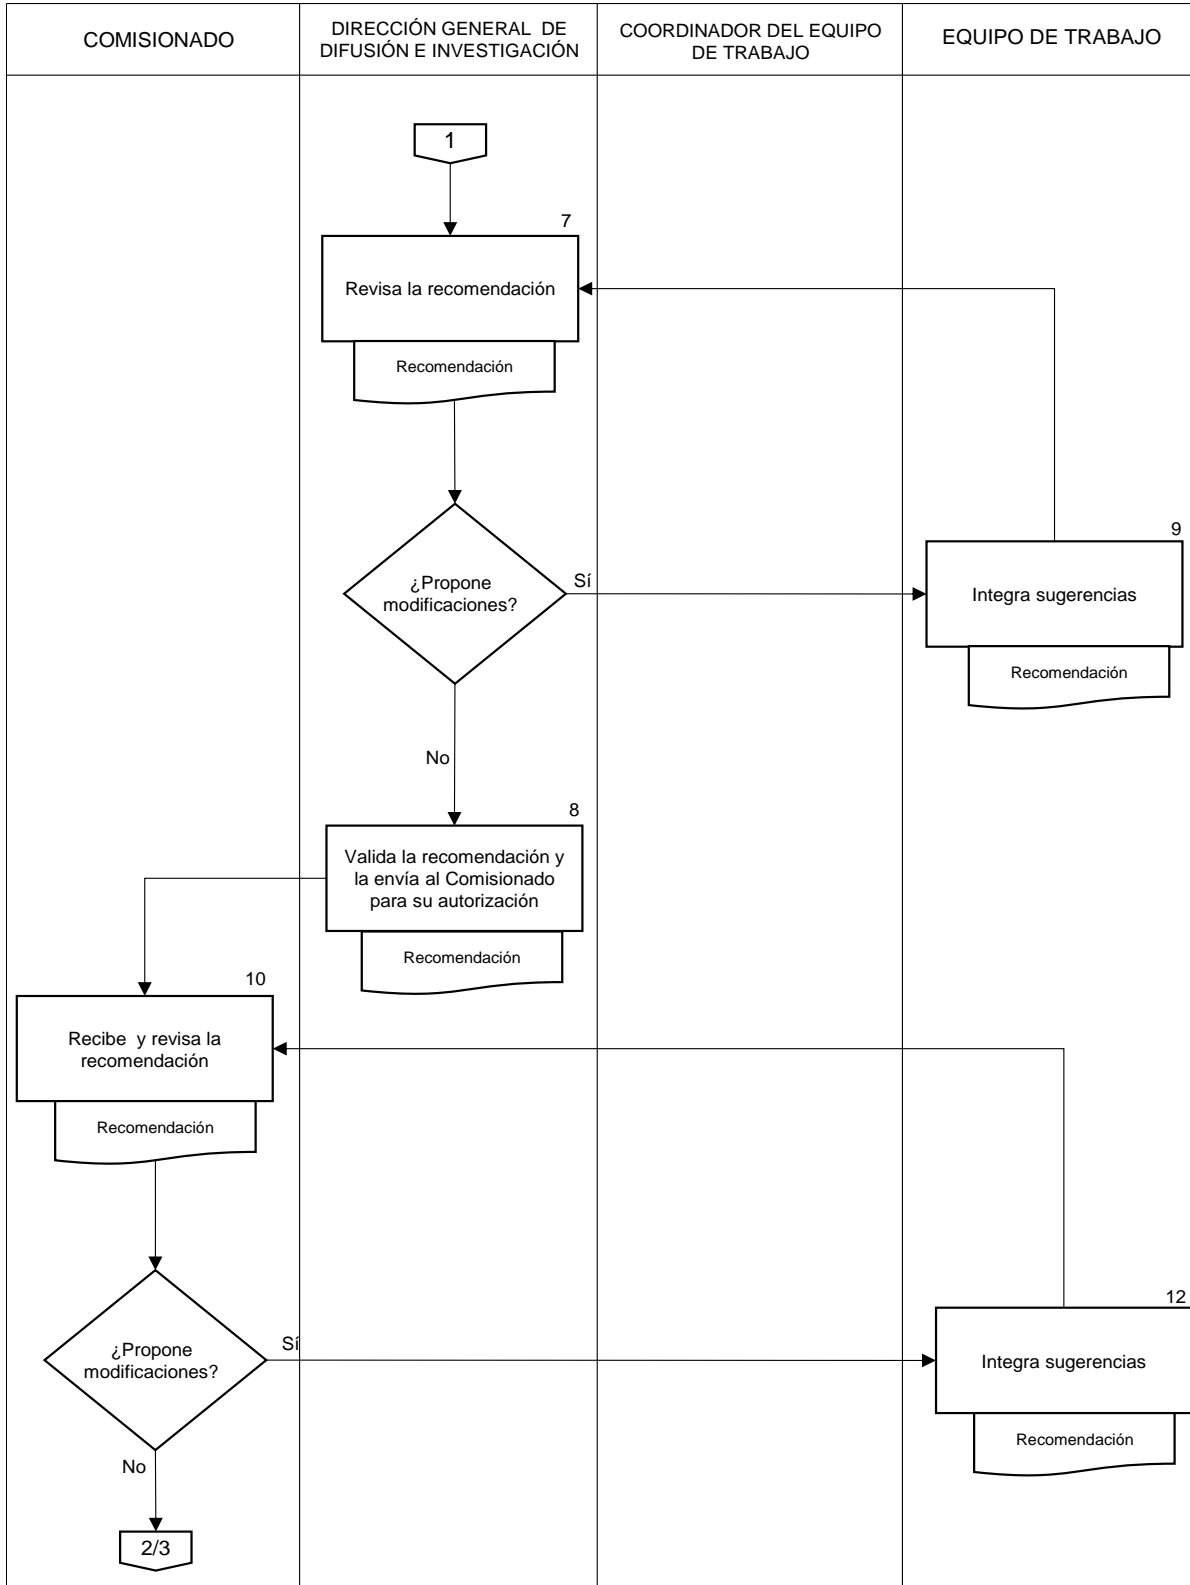 COMISIONADO
DIRECCIÓN GENERAL DE
DIFUSIÓN E INVESTIGACIÓN
COORDINADOR DEL EQUIPO
DE TRABAJO
EQUIPO DE TRABAJO
1
7
Revisa la recomendación
Recomendación
¿Propone
modificaciones?
Sí
9
Integra sugerencias
Recomendación
No
8
Valida la recomendación y
la envía al Comisionado
para su autorización
Recomendación
10
Recibe y revisa la
recomendación
Recomendación
¿Propone
modificaciones?
Sí
12
Integra sugerencias
Recomendación
No
2/3